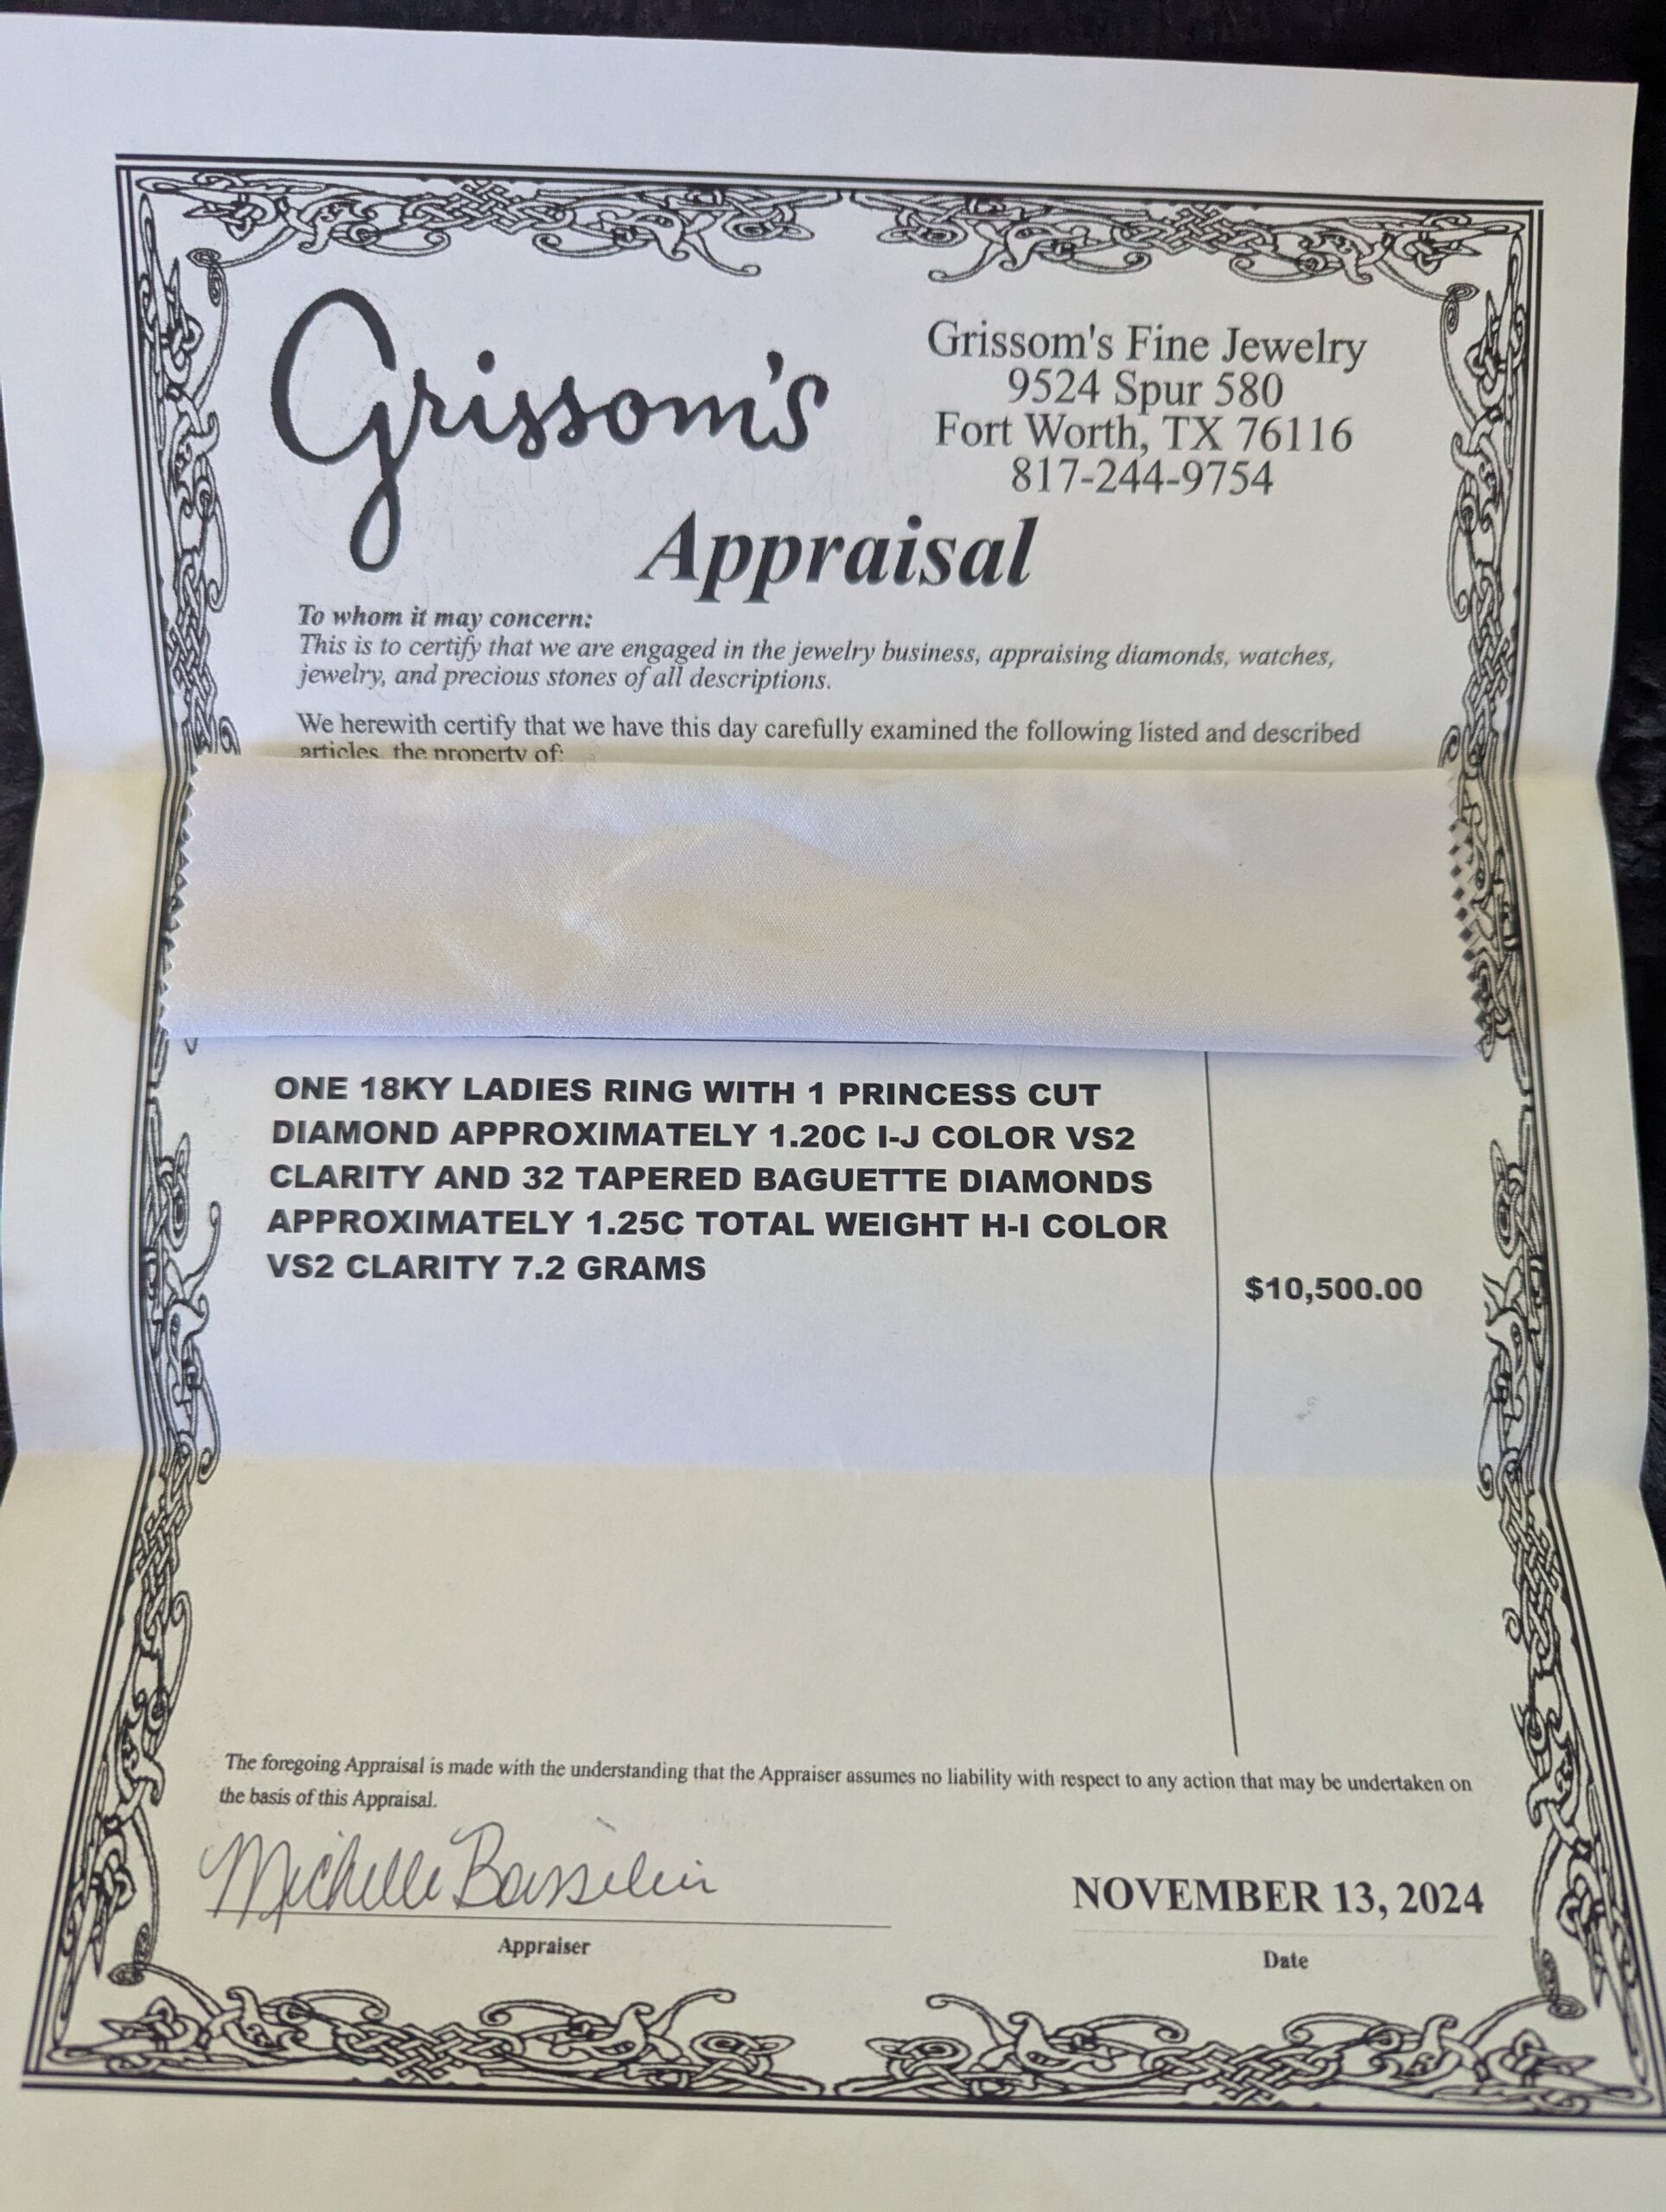 Grissom's
Grissom's Fine Jewelry
9524 Spur 580
Fort Worth, TX 76116
817-244-9754
Appraisal
To whom it may concern:
This is to certify that we are engaged in the jewelry business, appraising diamonds, watches,
jewelry, and precious stones of all descriptions.
We herewith certify that we have this day carefully examined the following listed and described
articles, the property of:
ONE 18KY LADIES RING WITH 1 PRINCESS CUT
DIAMOND APPROXIMATELY 1.20C I-J COLOR VS2
CLARITY AND 32 TAPERED BAGUETTE DIAMONDS
APPROXIMATELY 1.25C TOTAL WEIGHT H-I COLOR
VS2 CLARITY 7.2 GRAMS
$10,500.00
The foregoing Appraisal is made with the understanding that the Appraiser assumes no liability with respect to any action that may be undertaken on
the basis of this Appraisal.
Michelle
NOVEMBER 13, 2024
Appraiser
Date